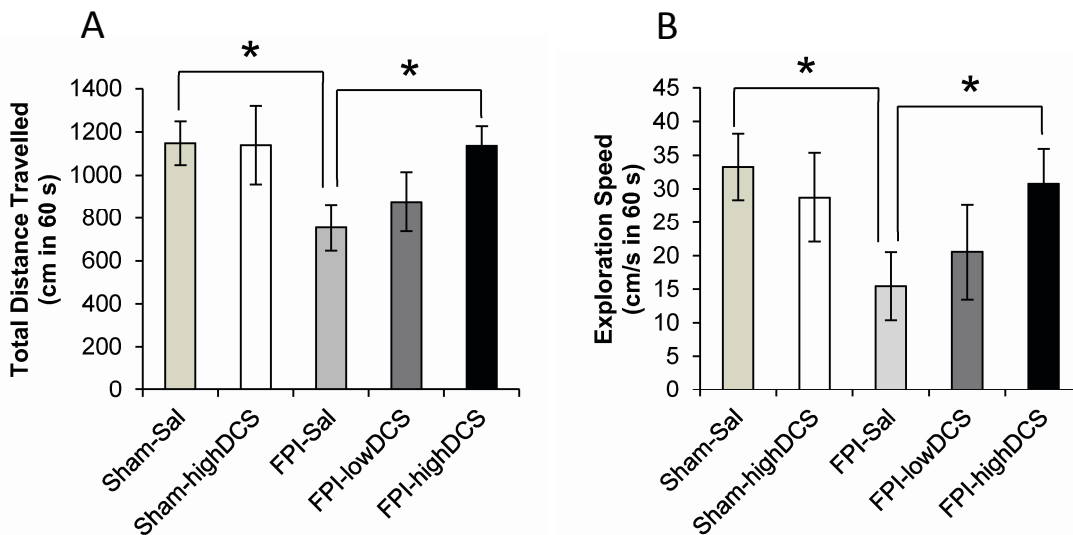 A
Total Distance Travelled
(cm in 60 s)
1400
1200
1000
800
600
400
200
0
*
*
Sham-Sal
Sham-highDCS
FPI-Sal
FPI-lowDCS
FPI-highDCS
B
Exploration Speed
(cm/s in 60 s)
45
40
35
30
25
20
15
10
5
0
*
*
Sham-Sal
Sham-highDCS
FPI-Sal
FPI-lowDCS
FPI-highDCS